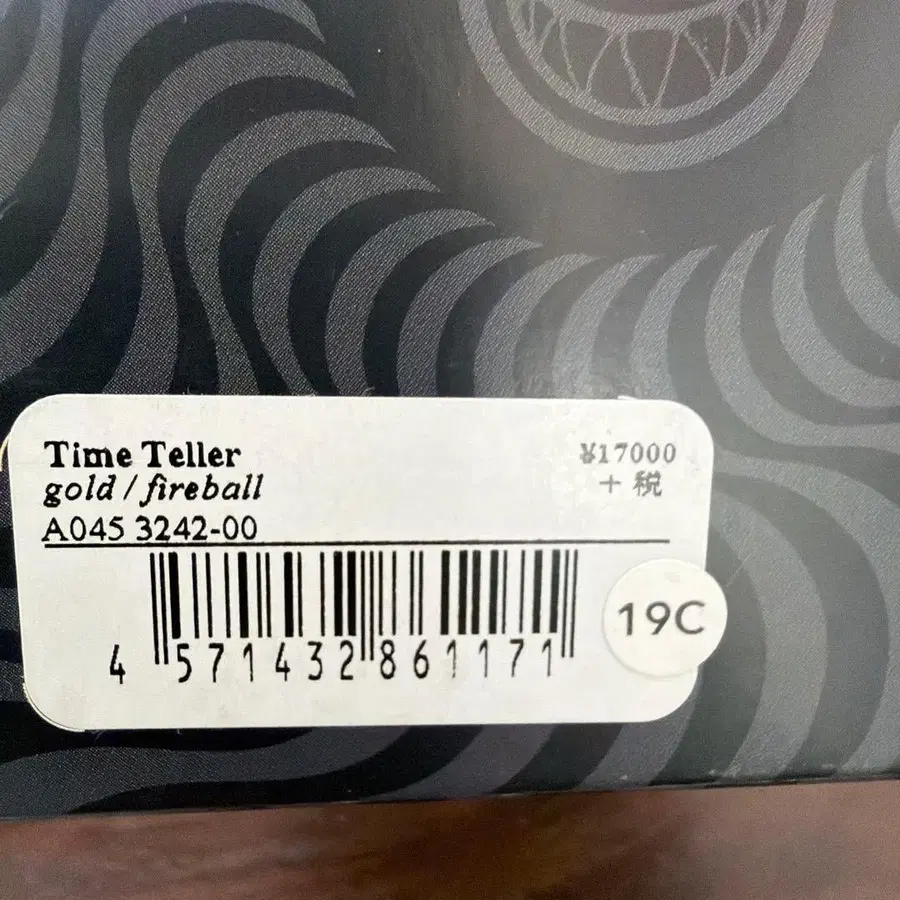 Time Teller
gold / fireball
A045 3242-00
¥17000
+ 税
19C
4 571432 861171